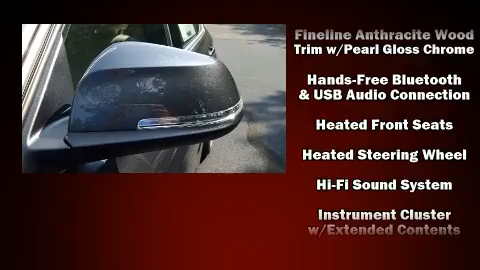 Fineline Anthracite Wood
Trim w/Pearl Gloss Chrome
Hands-Free Bluetooth
& USB Audio Connection
Heated Front Seats
Heated Steering Wheel
Hi-Fi Sound System
Instrument Cluster
w/Extended Contents